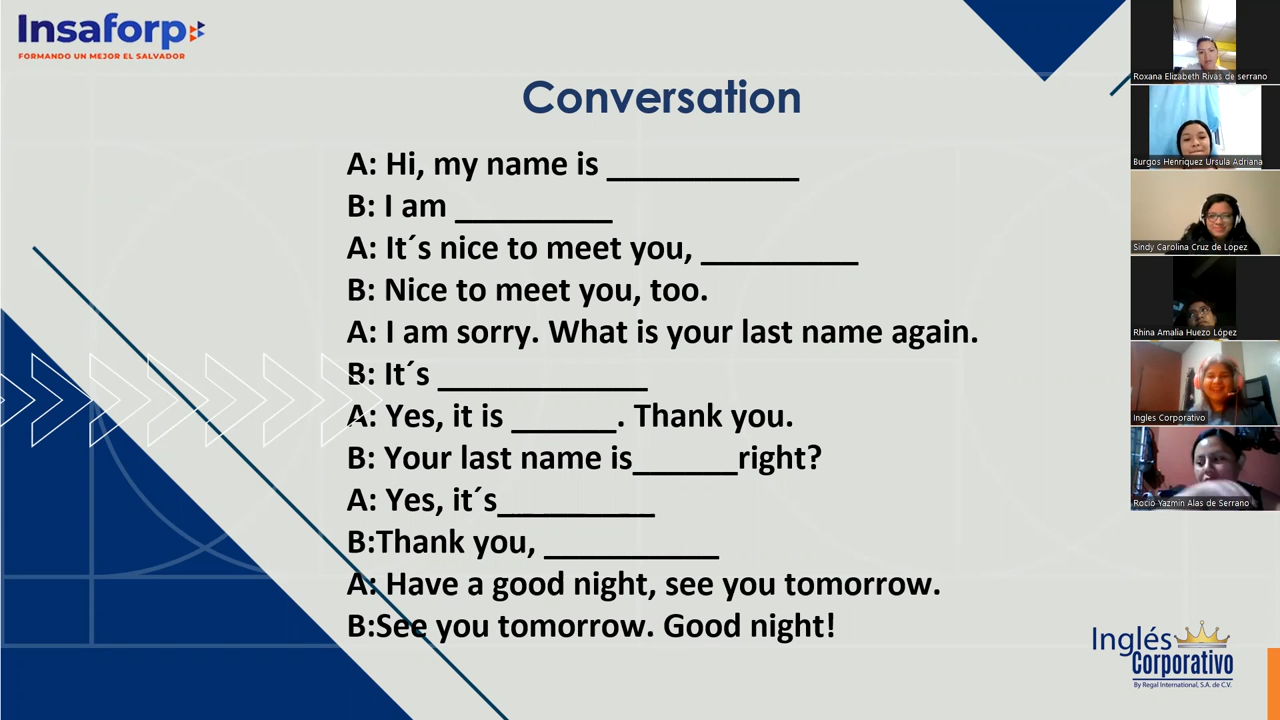 Insaforp
FORMANDO UN MEJOR EL SALVADOR
Conversation
A: Hi, my name is ___________
B: I am _________
A: It´s nice to meet you, _________
B: Nice to meet you, too.
A: I am sorry. What is your last name again.
B: It´s ____________
A: Yes, it is ______. Thank you.
B: Your last name is______right?
A: Yes, it´s_________
B:Thank you, __________
A: Have a good night, see you tomorrow.
B:See you tomorrow. Good night!
Roxana Elizabeth Rivas de serrano
Burgos Henriquez Ursula Adriana
Sindy Carolina Cruz de Lopez
Rhina Amalia Huezo López
Ingles Corporativo
Rocio Yazmin Alas de Serrano
Inglés
Corporativo
By Regal International, S.A. de C.V.